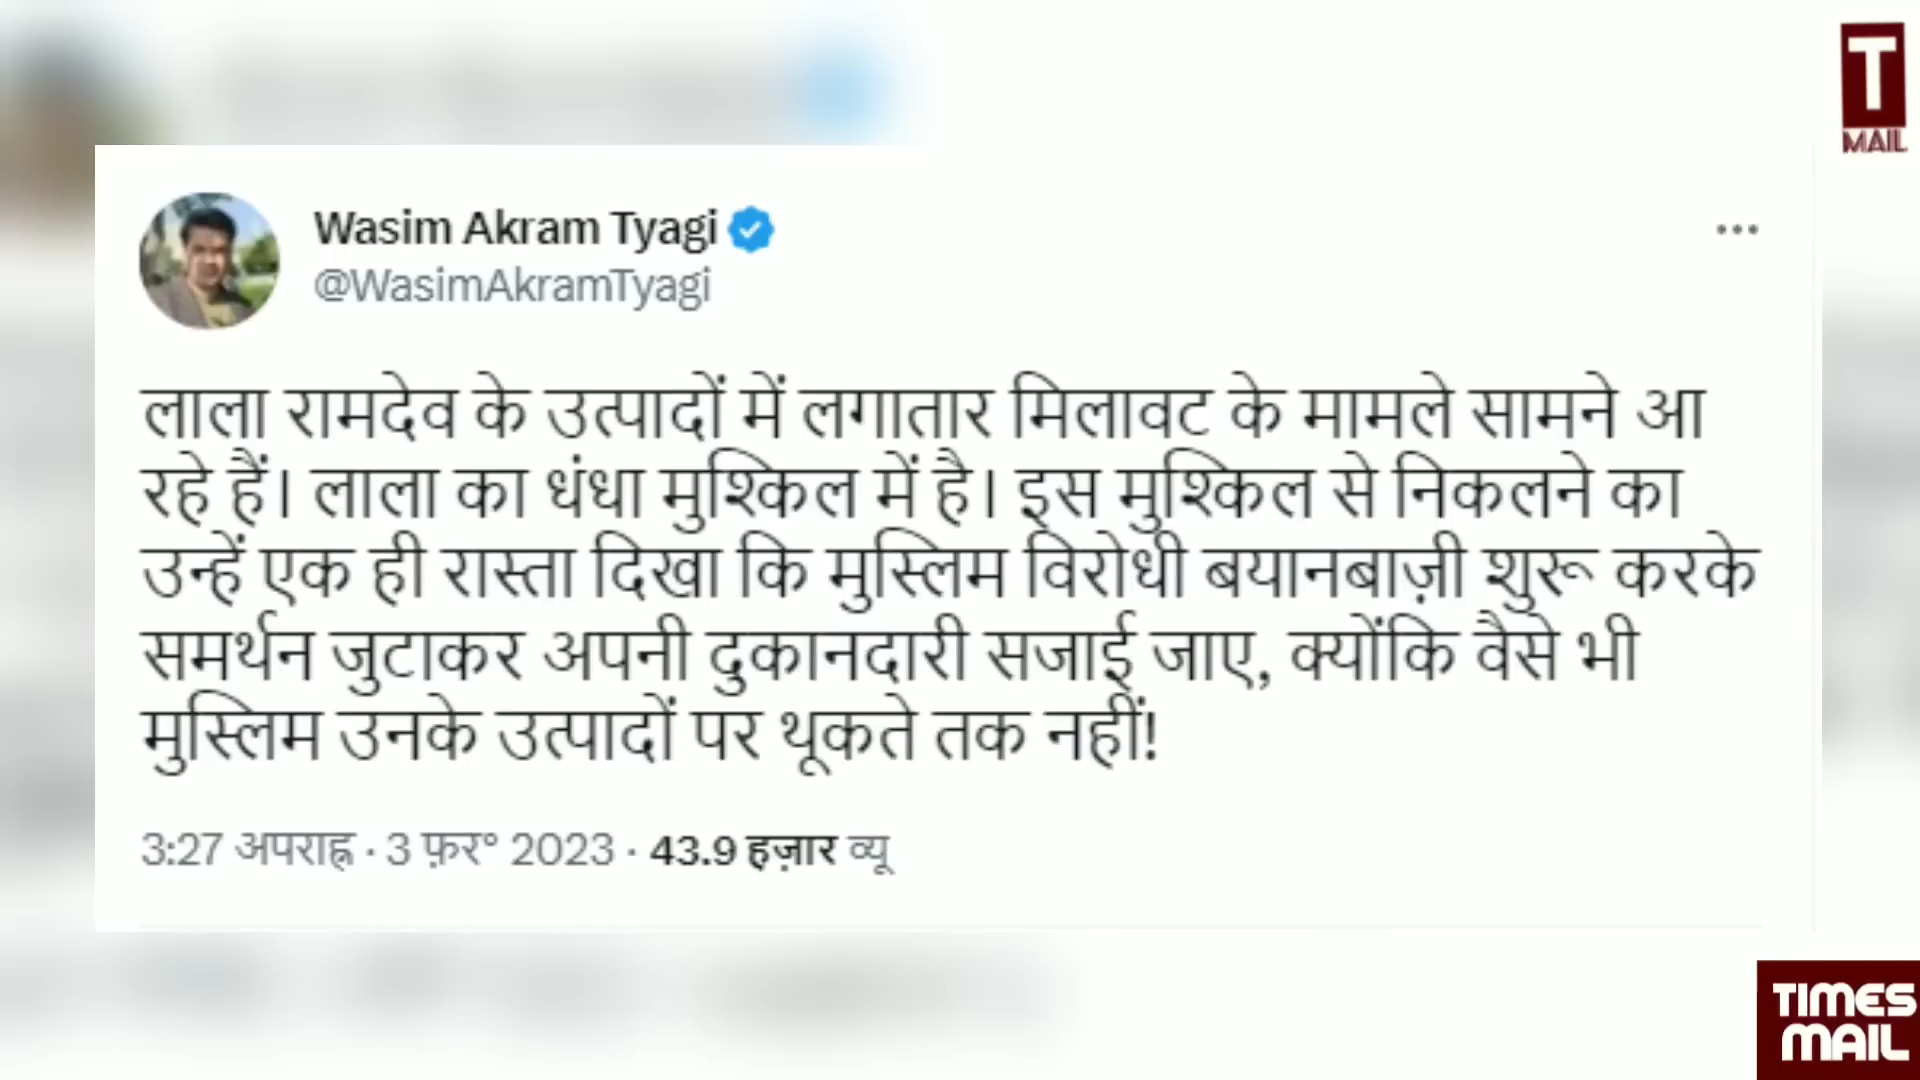 T
MAIL
Wasim Akram Tyagi
@WasimAkramTyagi
लाला रामदेव के उत्पादों में लगातार मिलावट के मामले सामने आ
रहे हैं। लाला का धंधा मुश्किल में है। इस मुश्किल से निकलने का
उन्हें एक ही रास्ता दिखा कि मुस्लिम विरोधी बयानबाज़ी शुरू करके
समर्थन जुटाकर अपनी दुकानदारी सजाई जाए, क्योंकि वैसे भी
मुस्लिम उनके उत्पादों पर थूकते तक नहीं!
3:27 अपराह्न · 3 फ़र॰ 2023 · 43.9 हज़ार व्यू
TIMES
MAIL